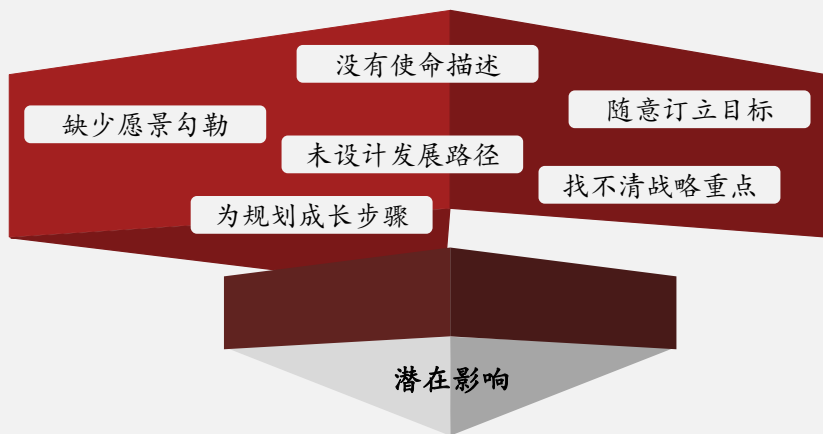 没有使命描述
随意订立目标
缺少愿景勾勒
未设计发展路径
找不清战略重点
为规划成长步骤
潜在影响